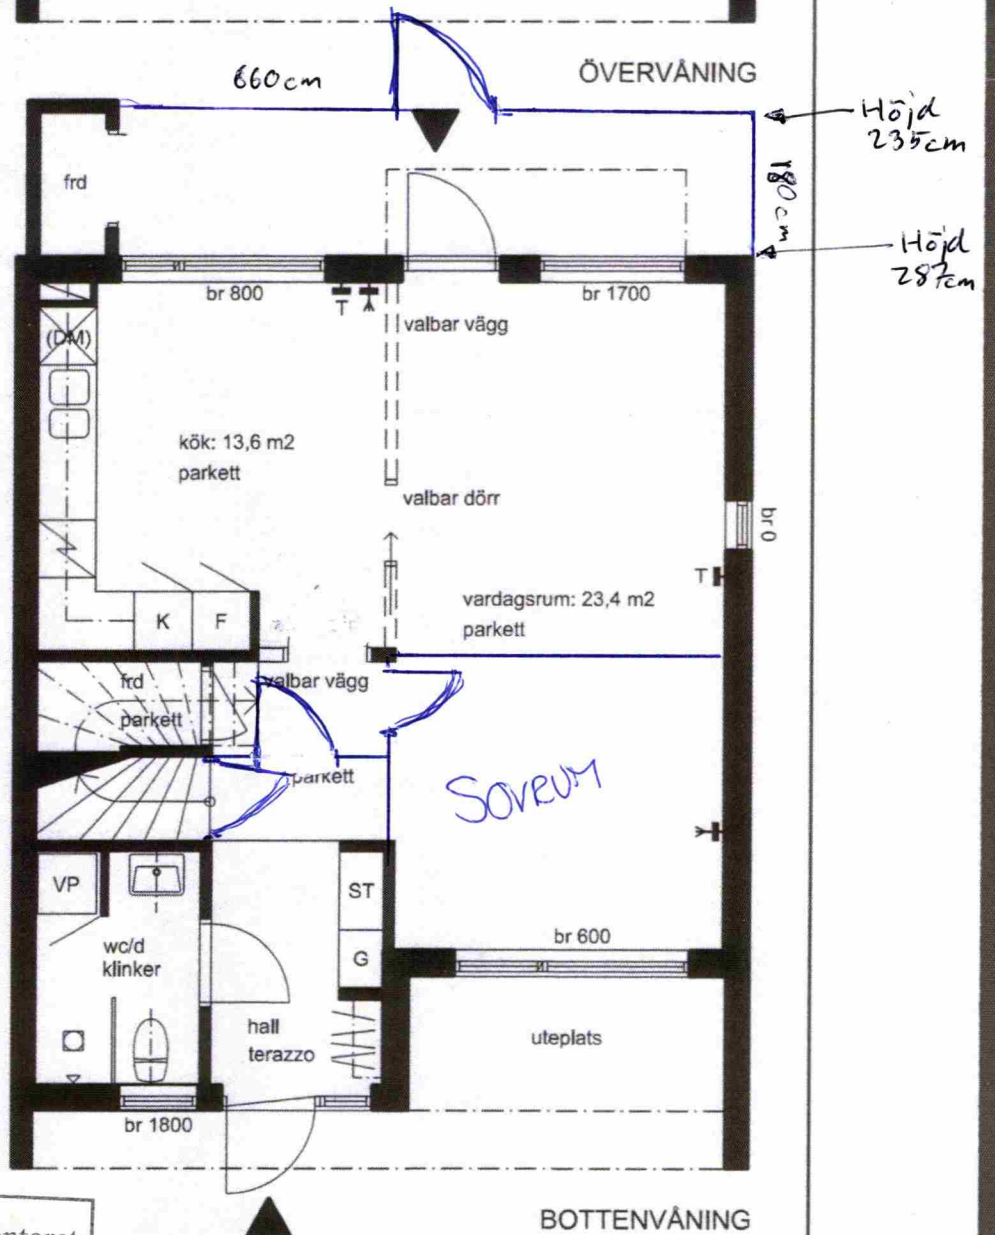 660cm
ÖVERVÅNING
Höjd
235cm
frd
180cm
Höjd
287cm
br 800
br 1700
T
valbar vägg
(DM)
kök: 13,6 m2
parkett
valbar dörr
br 0
T
vardagsrum: 23,4 m2
parkett
K
F
valbar vägg
frd
parkett
parkett
SOVRUM
VP
ST
wc/d
klinker
G
br 600
hall
terazzo
uteplats
br 1800
BOTTENVÅNING